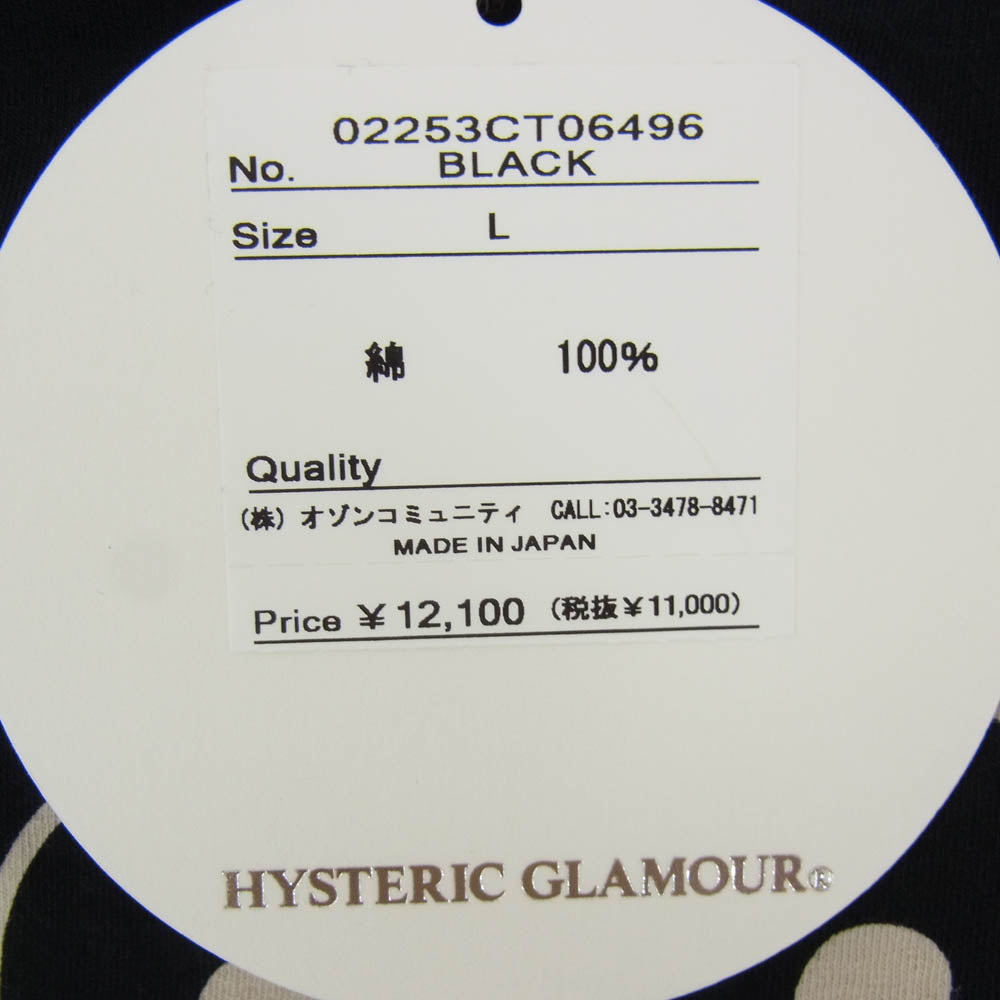 02253CT06496
No. BLACK
Size L
綿 100%
Quality
(株) オゾンコミュニティ CALL:03-3478-8471
MADE IN JAPAN
Price ¥12,100 (税抜¥11,000)
HYSTERIC GLAMOUR®